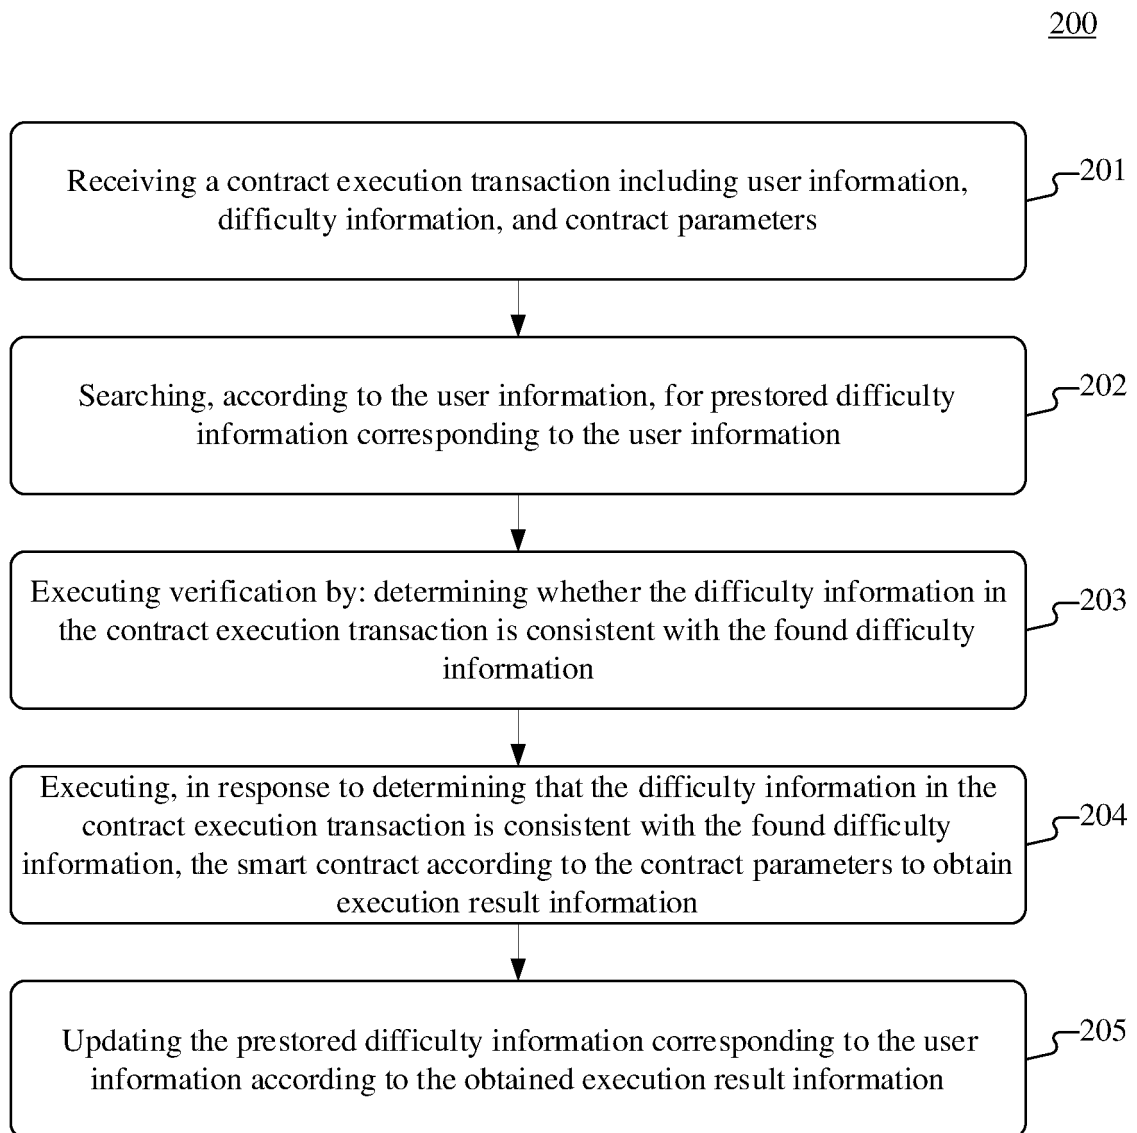 200
Receiving a contract execution transaction including user information,
difficulty information, and contract parameters
201
Searching, according to the user information, for prestored difficulty
information corresponding to the user information
202
Executing verification by: determining whether the difficulty information in
the contract execution transaction is consistent with the found difficulty
information
203
Executing, in response to determining that the difficulty information in the
contract execution transaction is consistent with the found difficulty
information, the smart contract according to the contract parameters to obtain
execution result information
204
Updating the prestored difficulty information corresponding to the user
information according to the obtained execution result information
205